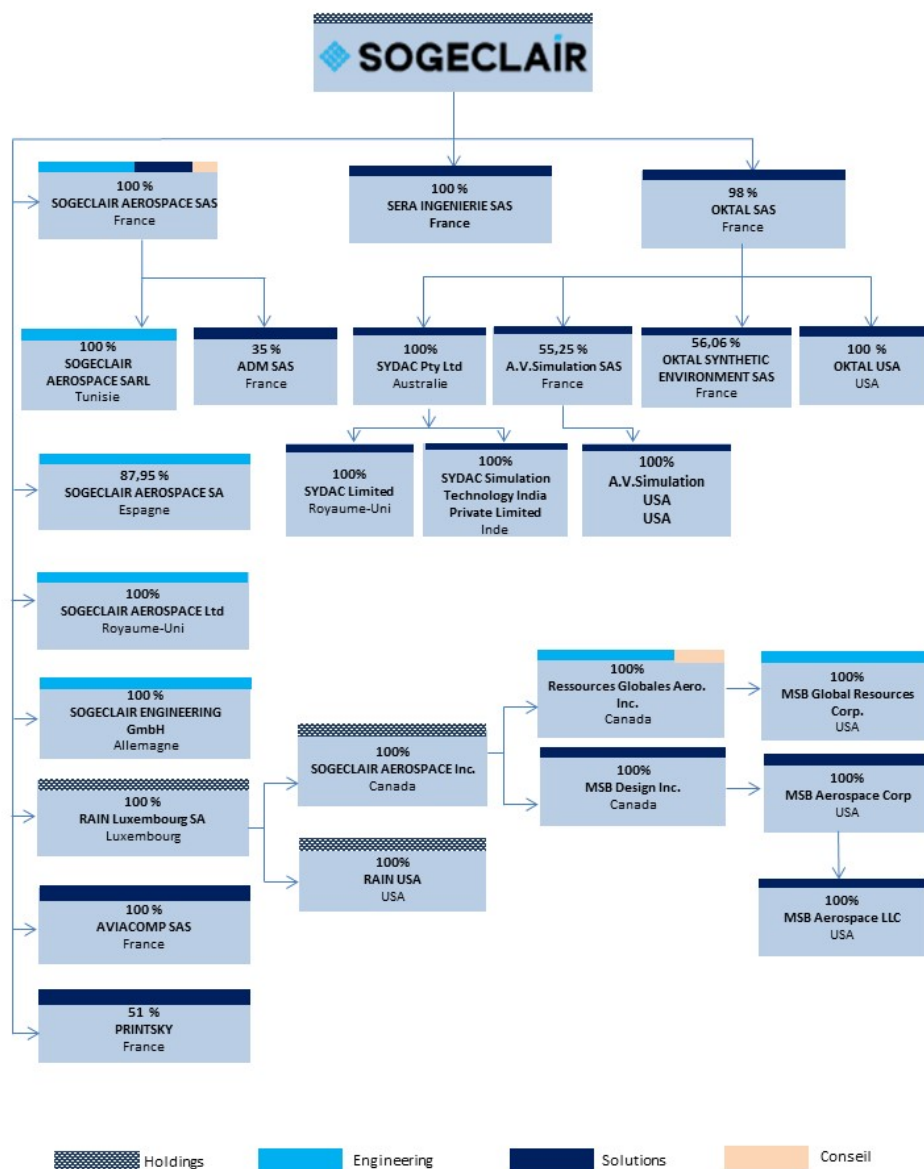 SOGECLAIR
100 %
SOGECLAIR AEROSPACE SAS
France
100 %
SERA INGENIERIE SAS
France
98 %
OKTAL SAS
France
100 %
SOGECLAIR
AEROSPACE SARL
Tunisie
35 %
ADM SAS
France
100%
SYDAC Pty Ltd
Australie
55,25 %
A.V.Simulation SAS
France
56,06 %
OKTAL SYNTHETIC
ENVIRONMENT SAS
France
100 %
OKTAL USA
USA
100%
SYDAC Limited
Royaume-Uni
100%
SYDAC Simulation
Technology India
Private Limited
Inde
100%
A.V.Simulation
USA
USA
87,95 %
SOGECLAIR AEROSPACE SA
Espagne
100%
SOGECLAIR AEROSPACE Ltd
Royaume-Uni
100 %
SOGECLAIR ENGINEERING
GmbH
Allemagne
100 %
RAIN Luxembourg SA
Luxembourg
100%
SOGECLAIR AEROSPACE Inc.
Canada
100%
RAIN USA
USA
100%
Ressources Globales Aero.
Inc.
Canada
100%
MSB Global Resources
Corp.
USA
100%
MSB Design Inc.
Canada
100%
MSB Aerospace Corp
USA
100%
MSB Aerospace LLC
USA
100 %
AVIACOMP SAS
France
51 %
PRINTSKY
France
Holdings
Engineering
Solutions
Conseil